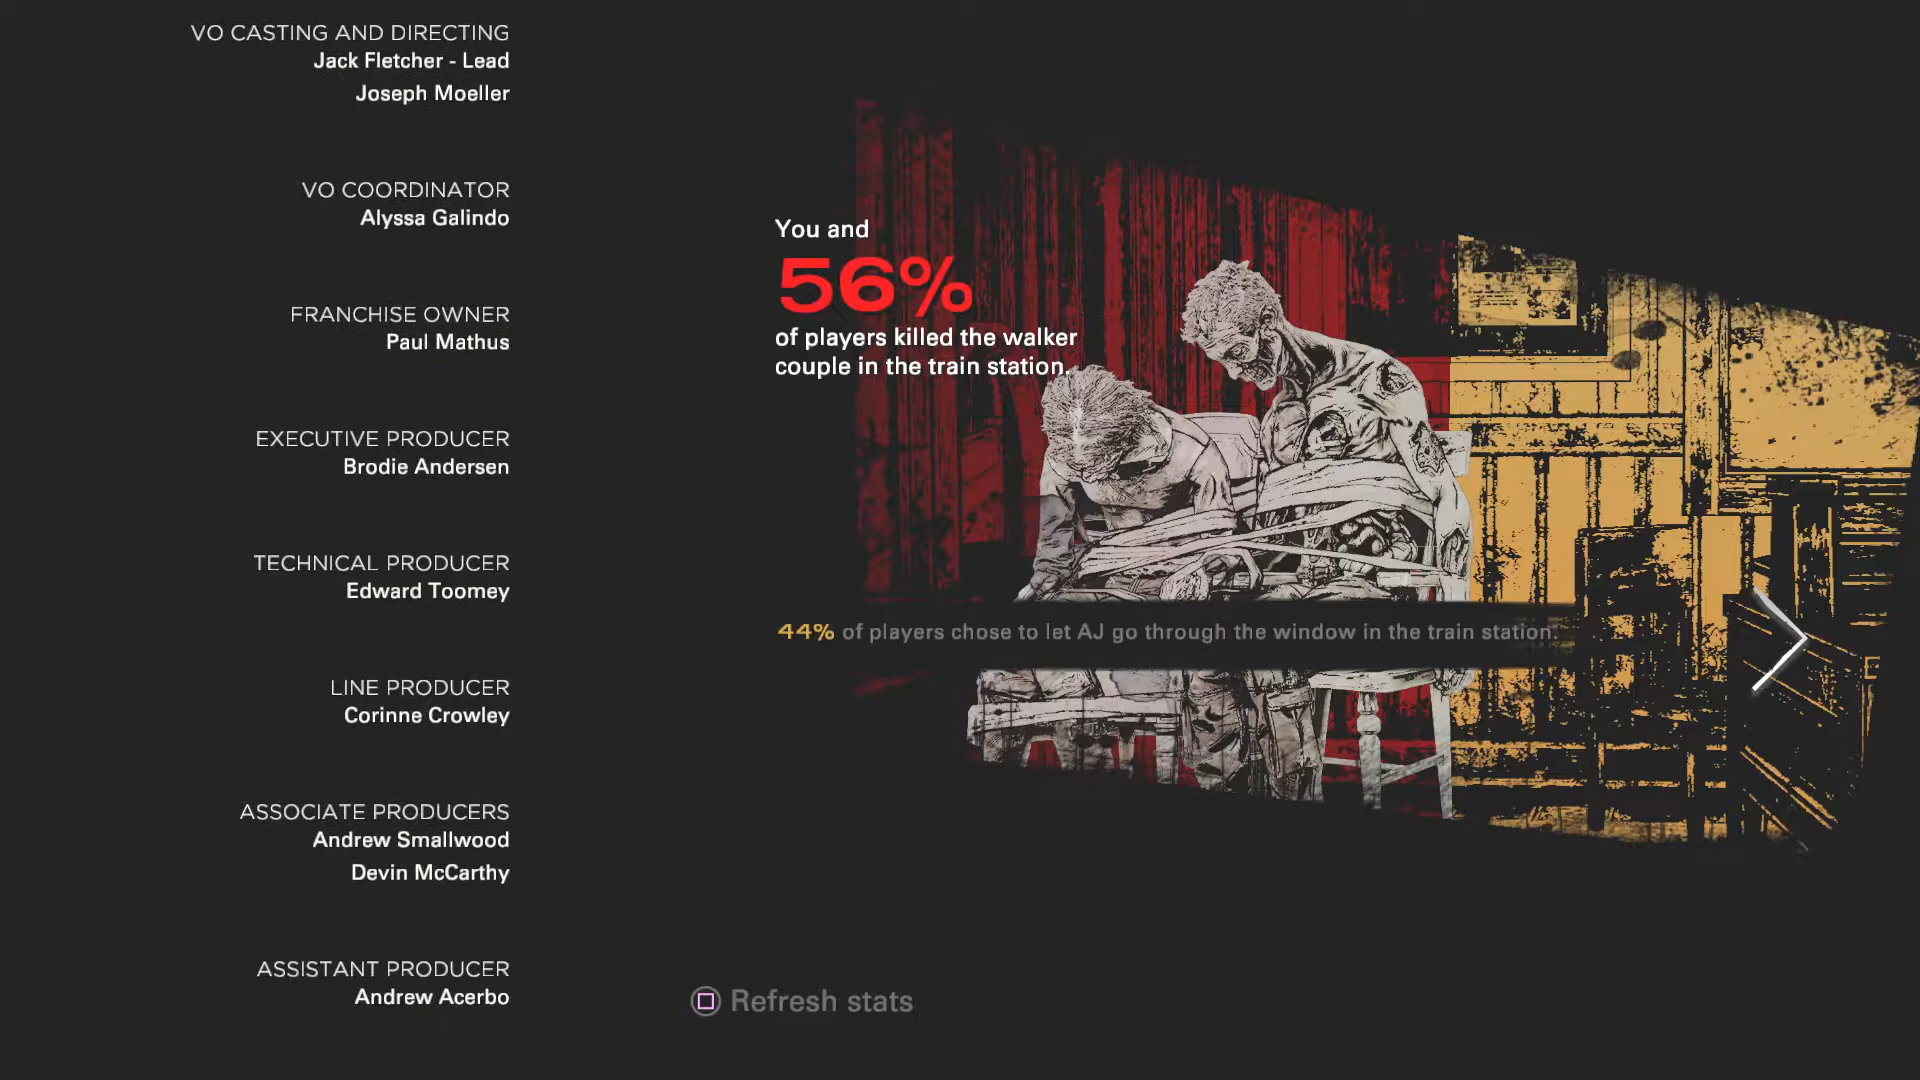 VO CASTING AND DIRECTING
Jack Fletcher - Lead
Joseph Moeller
VO COORDINATOR
Alyssa Galindo
FRANCHISE OWNER
Paul Mathus
EXECUTIVE PRODUCER
Brodie Andersen
TECHNICAL PRODUCER
Edward Toomey
LINE PRODUCER
Corinne Crowley
ASSOCIATE PRODUCERS
Andrew Smallwood
Devin McCarthy
ASSISTANT PRODUCER
Andrew Acerbo
You and
56%
of players killed the walker
couple in the train station.
44% of players chose to let AJ go through the window in the train station.
Refresh stats